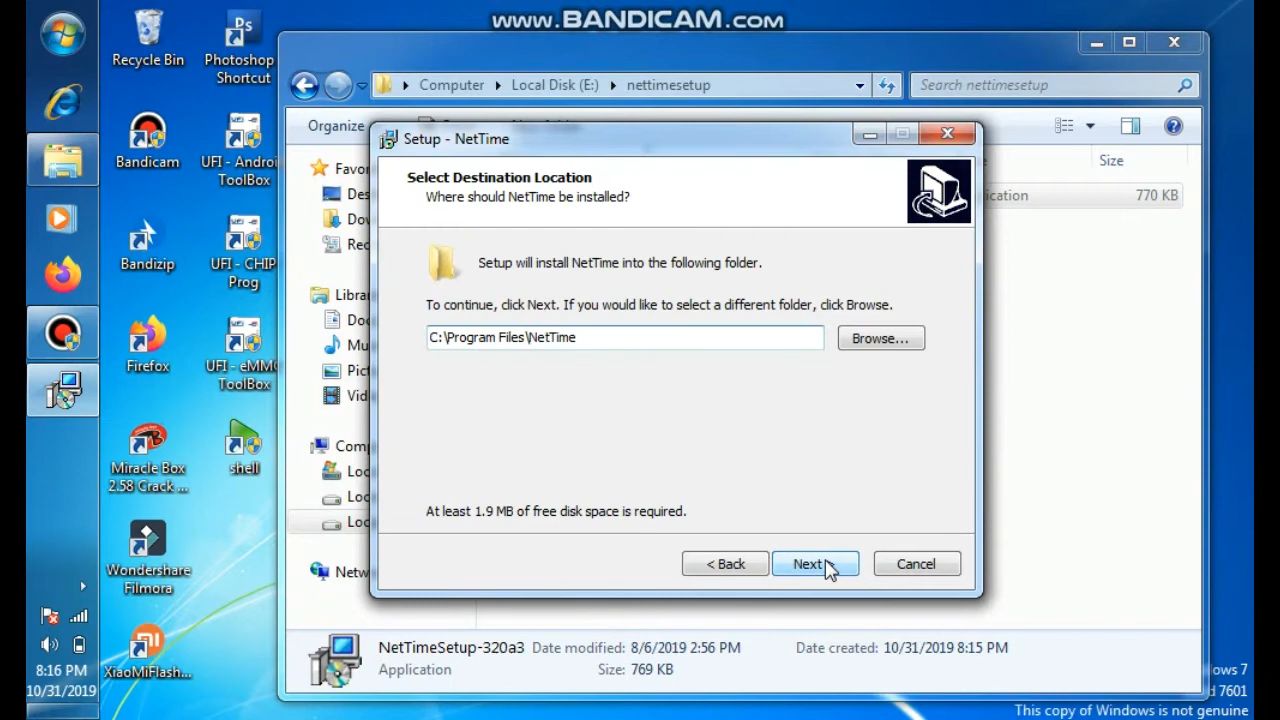 www.BANDICAM.com
Recycle Bin
Photoshop
Shortcut
Bandicam
UFI - Androi
ToolBox
Bandizip
UFI - CHIP
Prog
Firefox
UFI - eMMC
ToolBox
Miracle Box
2.58 Crack ...
shell
Wondershare
Filmora
XiaoMiFlash...
8:16 PM
10/31/2019
Computer
Local Disk (E:)
nettimesetup
Search nettimesetup
Organize
Size
ication
770 KB
Favor
Des
Dow
Rec
Librar
Doc
Mu
Pict
Vid
Comp
Loc
Loc
Loc
Netw
Setup - NetTime
Select Destination Location
Where should NetTime be installed?
Setup will install NetTime into the following folder.
To continue, click Next. If you would like to select a different folder, click Browse.
C:\Program Files\NetTime
Browse...
At least 1.9 MB of free disk space is required.
< Back
Next
Cancel
NetTimeSetup-320a3 Date modified: 8/6/2019 2:56 PM Date created: 10/31/2019 8:15 PM
Application Size: 769 KB
ows 7
d 7601
This copy of Windows is not genuine